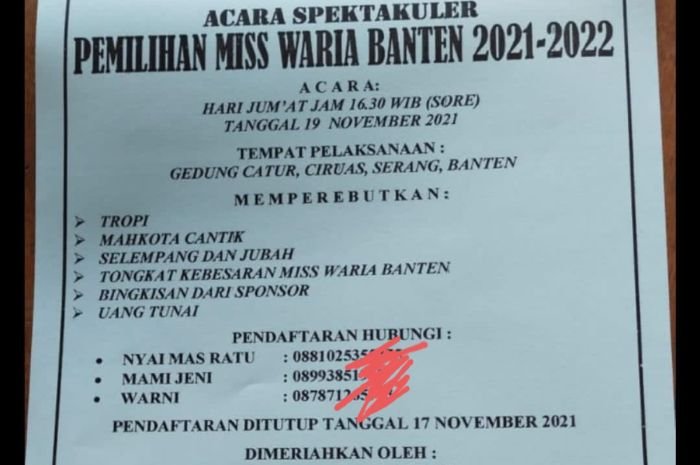 ACARA SPEKTAKULER
PEMILIHAN MISS WARIA BANTEN 2021-2022
ACARA:
HARI JUM'AT JAM 16.30 WIB (SORE)
TANGGAL 19 NOVEMBER 2021
TEMPAT PELAKSANAAN :
GEDUNG CATUR, CIRUAS, SERANG, BANTEN
MEMPEREBUTKAN:
➢ TROPI
➢ MAHKOTA CANTIK
➢ SELEMPANG DAN JUBAH
➢ TONGKAT KEBESARAN MISS WARIA BANTEN
➢ BINGKISAN DARI SPONSOR
➢ UANG TUNAI
PENDAFTARAN HUBUNGI :
• NYAI MAS RATU :
• MAMI JENI :
• WARNI :
PENDAFTARAN DITUTUP TANGGAL 17 NOVEMBER 2021
DIMERIAHKAN OLEH :